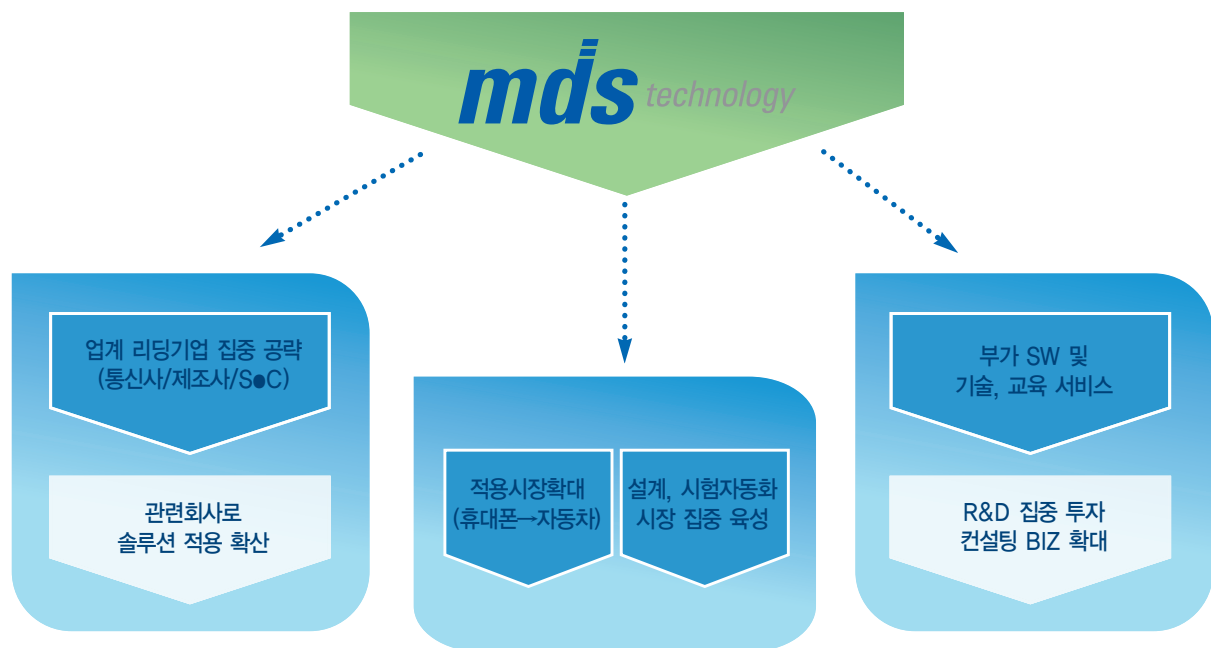 mds technology
업계 리딩기업 집중 공략
(통신사/제조사/S●C)
관련회사로
솔루션 적용 확산
적용시장확대
(휴대폰→자동차)
설계, 시험자동화
시장 집중 육성
부가 SW 및
기술, 교육 서비스
R&D 집중 투자
컨설팅 BIZ 확대